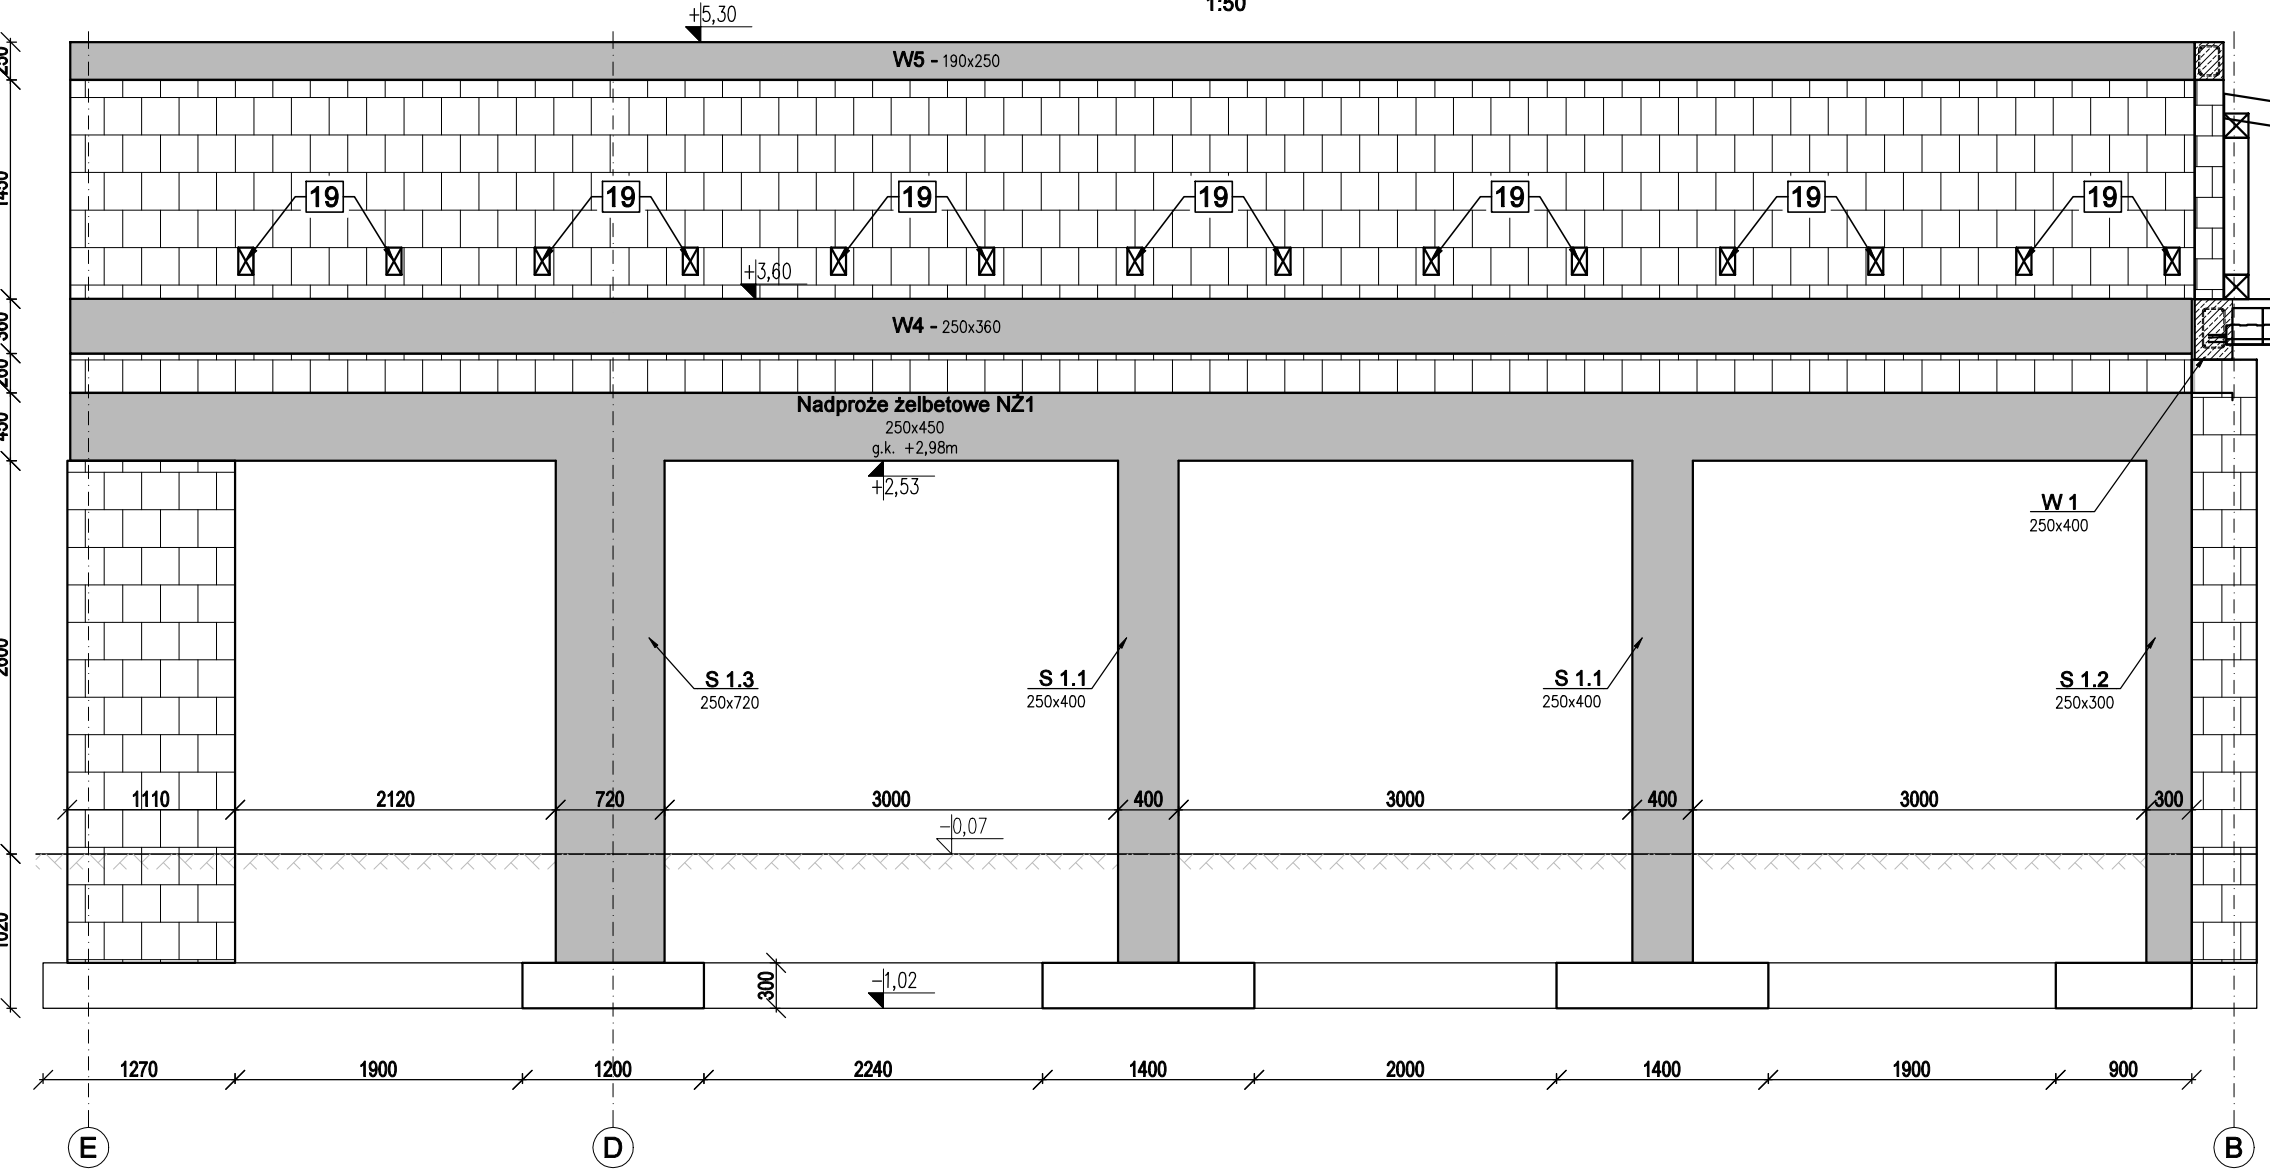 1:50
+5,30
W5 - 190x250
19 19 19 19 19 19 19
+3,60
W4 - 250x360
Nadproże żelbetowe NŻ1
250x450
g.k. +2,98m
+2,53
W 1
250x400
S 1.3
250x720
S 1.1
250x400
S 1.1
250x400
S 1.2
250x300
1110 2120 720 3000 400 3000 400 3000 300
-0,07
300
-1,02
1270 1900 1200 2240 1400 2000 1400 1900 900
E D B